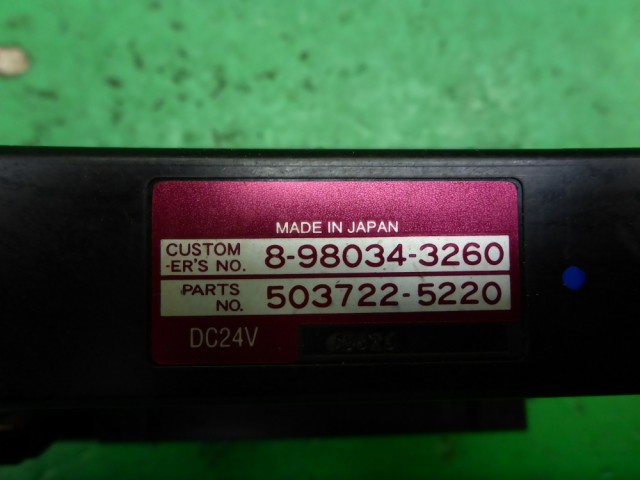 MADE IN JAPAN
CUSTOM
-ER'S NO. 8-98034-3260
PARTS
NO. 503722-5220
DC24V